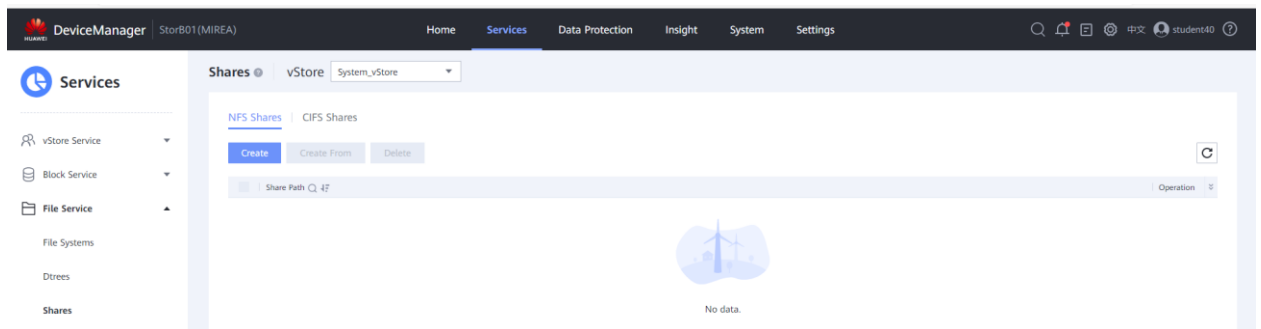 HUAWEI DeviceManager StorB01(MIREA) Home Services Data Protection Insight System Settings 中文 student40
Services
Shares vStore System_vStore
NFS Shares CIFS Shares
vStore Service
Create Create From Delete
Block Service
Share Path Operation
File Service
File Systems
Dtrees
Shares
No data.